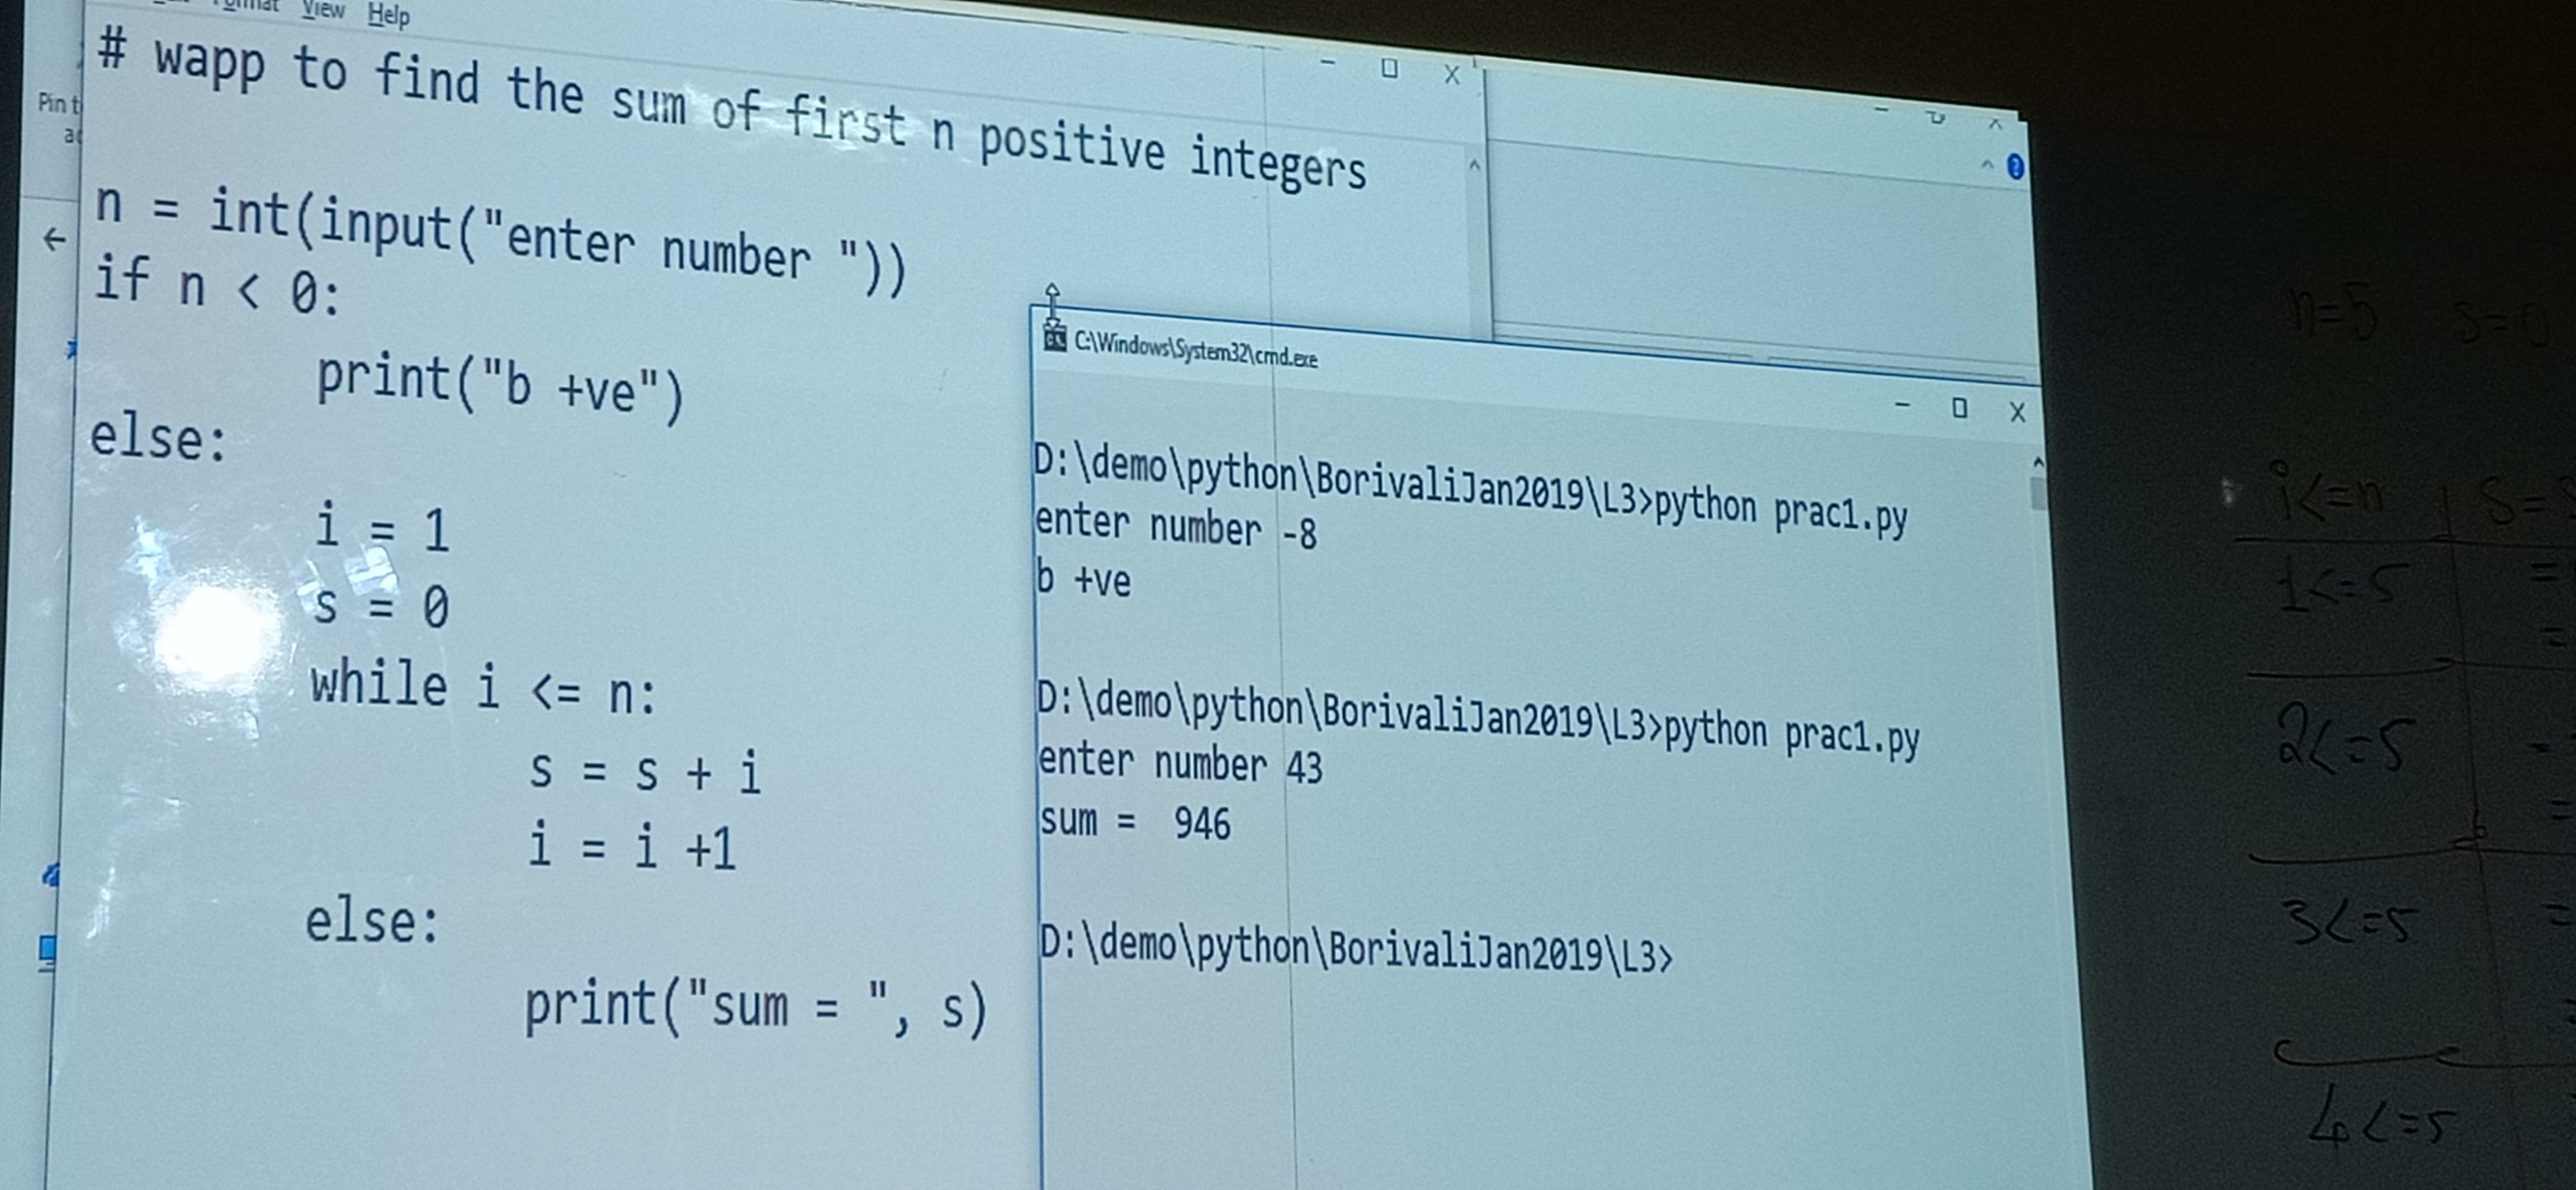 View Help
# wapp to find the sum of first n positive integers
Pin t
n = int(input("enter number "))
if n < 0:
print("b +ve")
else:
i = 1
s = 0
while i <= n:
s = s + i
i = i +1
else:
print("sum = ", s)
C:\Windows\System32\cmd.exe
D:\demo\python\BorivaliJan2019\L3>python prac1.py
enter number -8
b +ve
D:\demo\python\BorivaliJan2019\L3>python prac1.py
enter number 43
sum =  946
D:\demo\python\BorivaliJan2019\L3>
n=5 s=0
i<=n S=
1<=5 =
=
2<=5
=
3<=5 =
4<=5